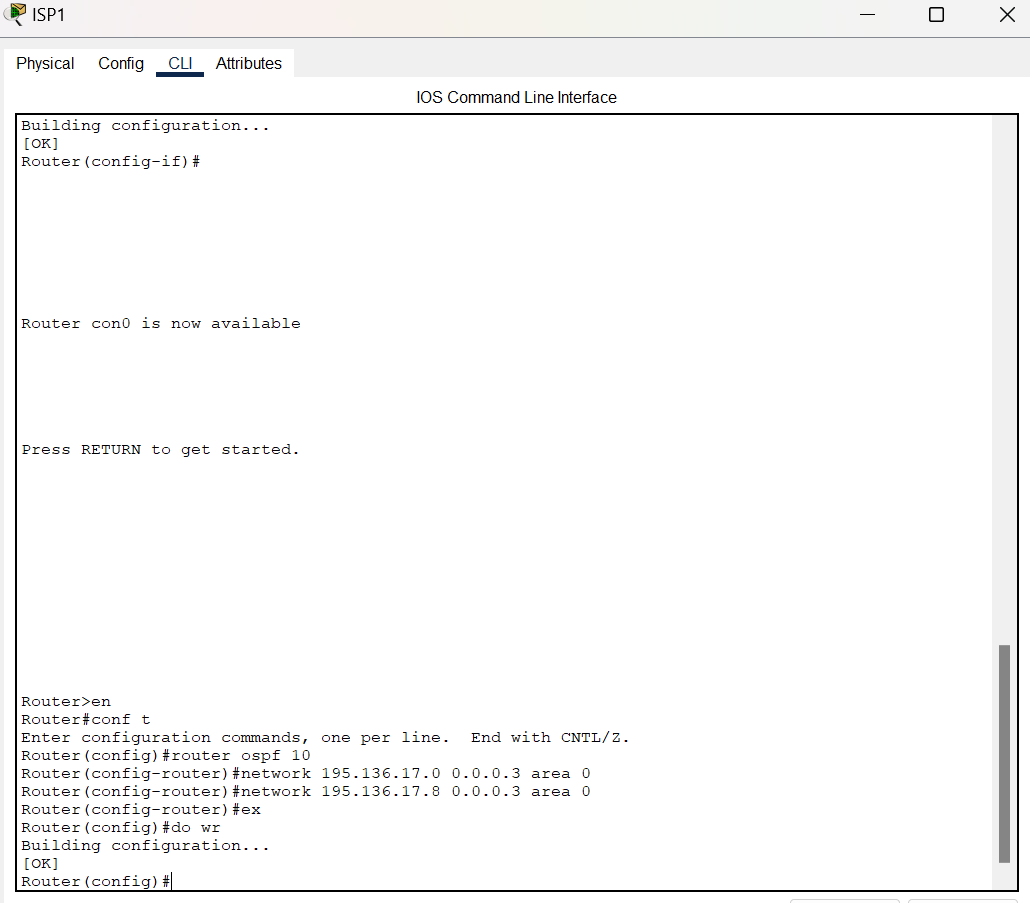 ISP1
Physical Config CLI Attributes
IOS Command Line Interface
Building configuration...
[OK]
Router(config-if)#
Router con0 is now available
Press RETURN to get started.
Router>en
Router#conf t
Enter configuration commands, one per line.  End with CNTL/Z.
Router(config)#router ospf 10
Router(config-router)#network 195.136.17.0 0.0.0.3 area 0
Router(config-router)#network 195.136.17.8 0.0.0.3 area 0
Router(config-router)#ex
Router(config)#do wr
Building configuration...
[OK]
Router(config)#